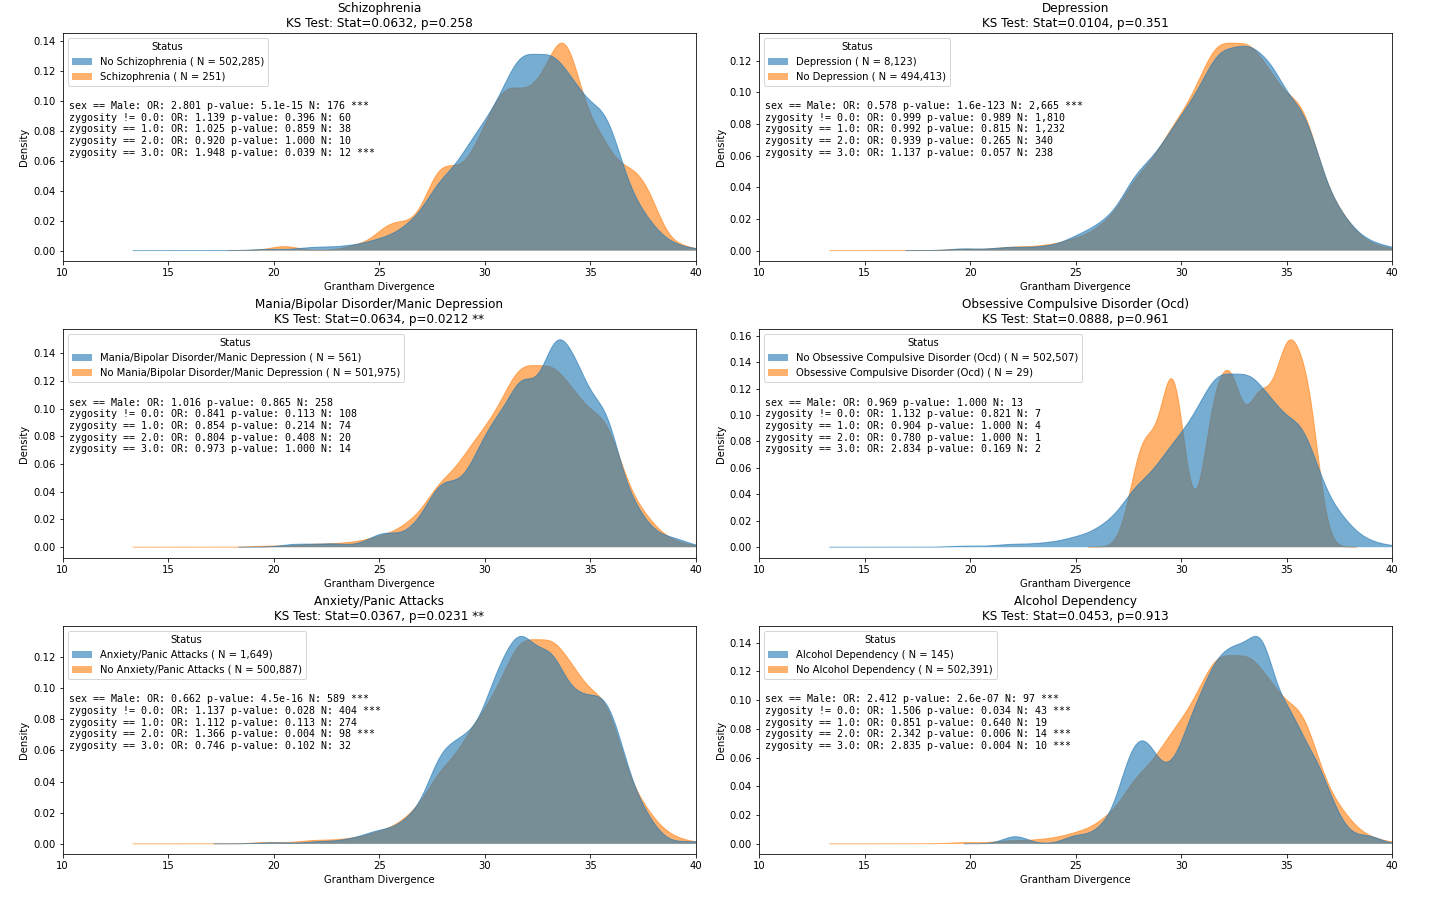 Schizophrenia
KS Test: Stat=0.0632, p=0.258
Status
No Schizophrenia ( N = 502,285)
Schizophrenia ( N = 251)
sex == Male: OR: 2.801 p-value: 5.1e-15 N: 176 ***
zygosity != 0.0: OR: 1.139 p-value: 0.396 N: 60
zygosity == 1.0: OR: 1.025 p-value: 0.859 N: 38
zygosity == 2.0: OR: 0.920 p-value: 1.000 N: 10
zygosity == 3.0: OR: 1.948 p-value: 0.039 N: 12 ***
Density
0.14
0.12
0.10
0.08
0.06
0.04
0.02
0.00
10 15 20 25 30 35 40
Grantham Divergence
Depression
KS Test: Stat=0.0104, p=0.351
Status
Depression ( N = 8,123)
No Depression ( N = 494,413)
sex == Male: OR: 0.578 p-value: 1.6e-123 N: 2,665 ***
zygosity != 0.0: OR: 0.999 p-value: 0.989 N: 1,810
zygosity == 1.0: OR: 0.992 p-value: 0.815 N: 1,232
zygosity == 2.0: OR: 0.939 p-value: 0.265 N: 340
zygosity == 3.0: OR: 1.137 p-value: 0.057 N: 238
Density
0.12
0.10
0.08
0.06
0.04
0.02
0.00
10 15 20 25 30 35 40
Grantham Divergence
Mania/Bipolar Disorder/Manic Depression
KS Test: Stat=0.0634, p=0.0212 **
Status
Mania/Bipolar Disorder/Manic Depression ( N = 561)
No Mania/Bipolar Disorder/Manic Depression ( N = 501,975)
sex == Male: OR: 1.016 p-value: 0.865 N: 258
zygosity != 0.0: OR: 0.841 p-value: 0.113 N: 108
zygosity == 1.0: OR: 0.854 p-value: 0.214 N: 74
zygosity == 2.0: OR: 0.804 p-value: 0.408 N: 20
zygosity == 3.0: OR: 0.973 p-value: 1.000 N: 14
Density
0.14
0.12
0.10
0.08
0.06
0.04
0.02
0.00
10 15 20 25 30 35 40
Grantham Divergence
Obsessive Compulsive Disorder (Ocd)
KS Test: Stat=0.0888, p=0.961
Status
No Obsessive Compulsive Disorder (Ocd) ( N = 502,507)
Obsessive Compulsive Disorder (Ocd) ( N = 29)
sex == Male: OR: 0.969 p-value: 1.000 N: 13
zygosity != 0.0: OR: 1.132 p-value: 0.821 N: 7
zygosity == 1.0: OR: 0.904 p-value: 1.000 N: 4
zygosity == 2.0: OR: 0.780 p-value: 1.000 N: 1
zygosity == 3.0: OR: 2.834 p-value: 0.169 N: 2
Density
0.16
0.14
0.12
0.10
0.08
0.06
0.04
0.02
0.00
10 15 20 25 30 35 40
Grantham Divergence
Anxiety/Panic Attacks
KS Test: Stat=0.0367, p=0.0231 **
Status
Anxiety/Panic Attacks ( N = 1,649)
No Anxiety/Panic Attacks ( N = 500,887)
sex == Male: OR: 0.662 p-value: 4.5e-16 N: 589 ***
zygosity != 0.0: OR: 1.137 p-value: 0.028 N: 404 ***
zygosity == 1.0: OR: 1.112 p-value: 0.113 N: 274
zygosity == 2.0: OR: 1.366 p-value: 0.004 N: 98 ***
zygosity == 3.0: OR: 0.746 p-value: 0.102 N: 32
Density
0.12
0.10
0.08
0.06
0.04
0.02
0.00
10 15 20 25 30 35 40
Grantham Divergence
Alcohol Dependency
KS Test: Stat=0.0453, p=0.913
Status
Alcohol Dependency ( N = 145)
No Alcohol Dependency ( N = 502,391)
sex == Male: OR: 2.412 p-value: 2.6e-07 N: 97 ***
zygosity != 0.0: OR: 1.506 p-value: 0.034 N: 43 ***
zygosity == 1.0: OR: 0.851 p-value: 0.640 N: 19
zygosity == 2.0: OR: 2.342 p-value: 0.006 N: 14 ***
zygosity == 3.0: OR: 2.835 p-value: 0.004 N: 10 ***
Density
0.14
0.12
0.10
0.08
0.06
0.04
0.02
0.00
10 15 20 25 30 35 40
Grantham Divergence